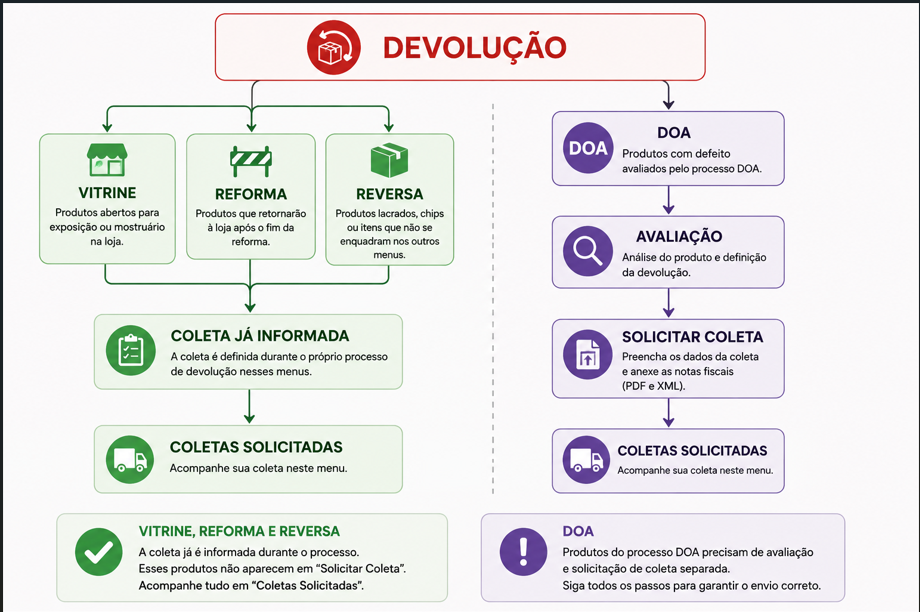 DEVOLUÇÃO
VITRINE
Produtos abertos para
exposição ou mostruário
na loja.
REFORMA
Produtos que retornarão
à loja após o fim da
reforma.
REVERSA
Produtos lacrados, chips
ou itens que não se
enquadram nos outros
menus.
COLETA JÁ INFORMADA
A coleta é definida durante o próprio processo
de devolução nesses menus.
COLETAS SOLICITADAS
Acompanhe sua coleta neste menu.
DOA
DOA
Produtos com defeito
avaliados pelo processo DOA.
AVALIAÇÃO
Análise do produto e definição
da devolução.
SOLICITAR COLETA
Preencha os dados da coleta
e anexe as notas fiscais
(PDF e XML).
COLETAS SOLICITADAS
Acompanhe sua coleta neste menu.
VITRINE, REFORMA E REVERSA
A coleta já é informada durante o processo.
Esses produtos não aparecem em “Solicitar Coleta”.
Acompanhe tudo em “Coletas Solicitadas”.
DOA
Produtos do processo DOA precisam de avaliação
e solicitação de coleta separada.
Siga todos os passos para garantir o envio correto.